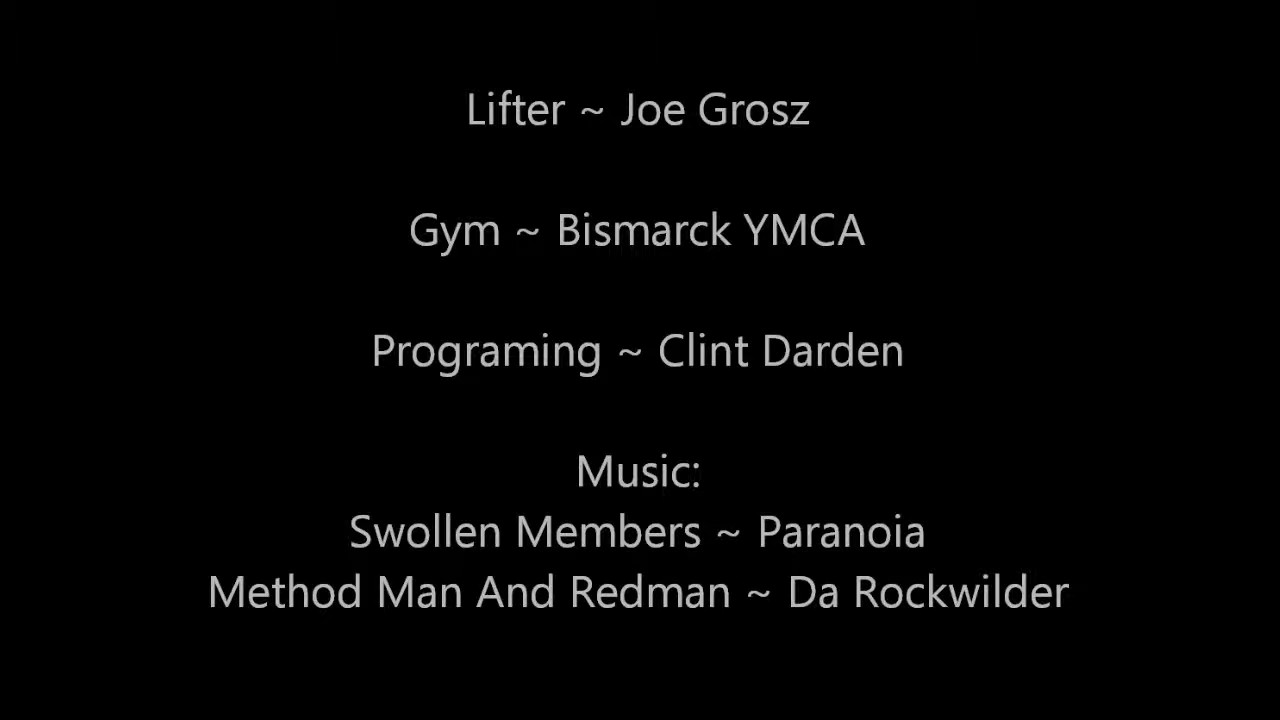 Lifter ~ Joe Grosz
Gym ~ Bismarck YMCA
Programing ~ Clint Darden
Music:
Swollen Members ~ Paranoia
Method Man And Redman ~ Da Rockwilder